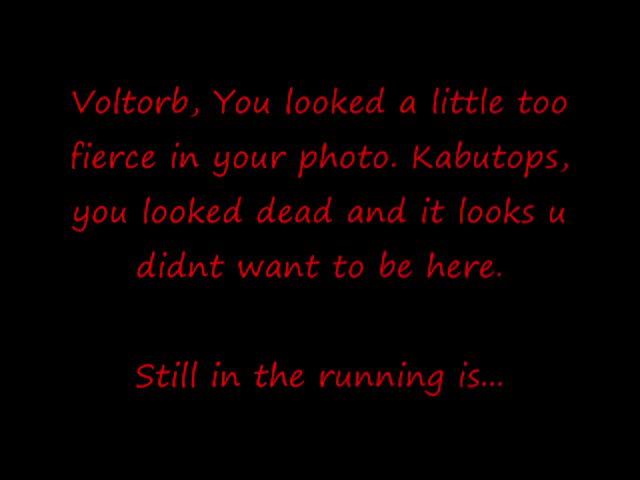 Voltorb, You looked a little too
fierce in your photo. Kabutops,
you looked dead and it looks u
didnt want to be here.
Still in the running is...